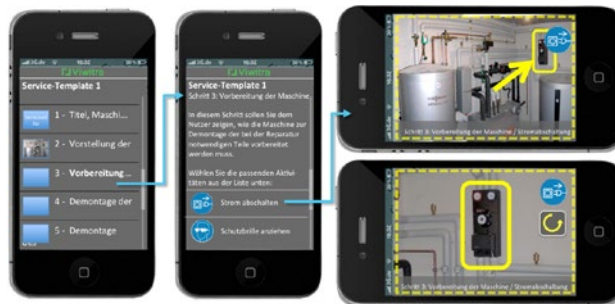 Viwitra
Service-Template 1
1 - Titel, Maschi...
2 - Vorstellung der
3 - Vorbereitung...
4 - Demontage der
5 - Demontage
Viwitra
Service-Template 1
Schritt 3: Vorbereitung der Maschine.
In diesem Schritt sollen Sie dem
Nutzer zeigen, wie die Maschine zur
Demontage der bei der Reparatur
notwendigen Teile vorbereitet
werden muss.
Wählen Sie die passenden Aktivi-
täten aus der Liste unten:
Strom abschalten
Schutzbrille anziehen
Schritt 3: Vorbereitung der Maschine / Stromabschaltung
Schritt 3: Vorbereitung der Maschine / Stromabschaltung